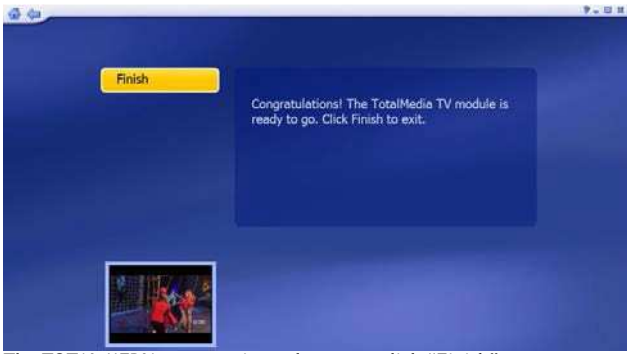 Finish
Congratulations! The TotalMedia TV module is
ready to go. Click Finish to exit.